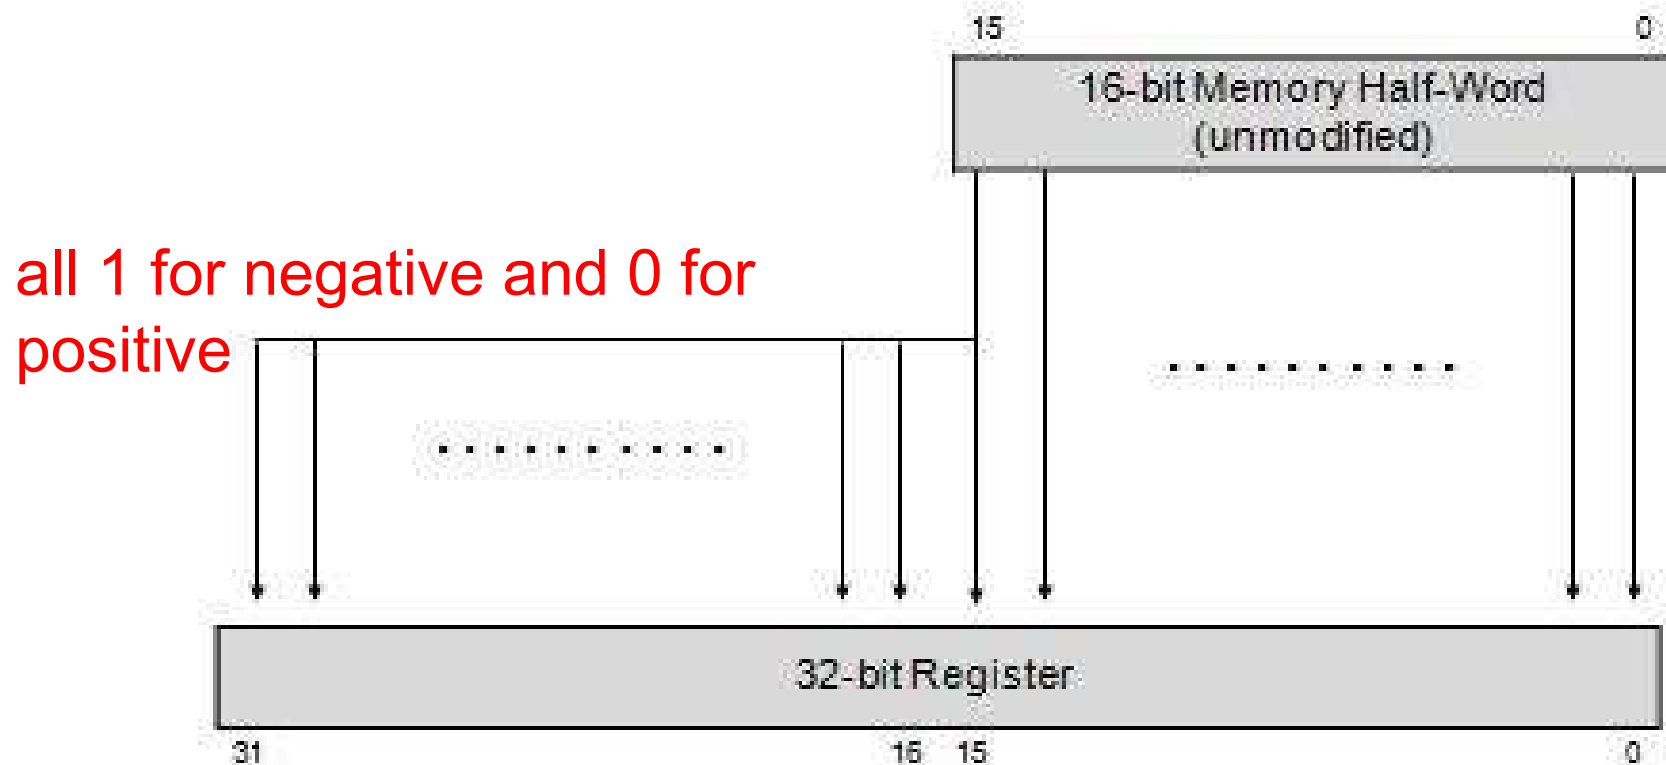 15 0
16-bit Memory Half-Word
(unmodified)
all 1 for negative and 0 for
positive
32-bit Register
31 16 15 0